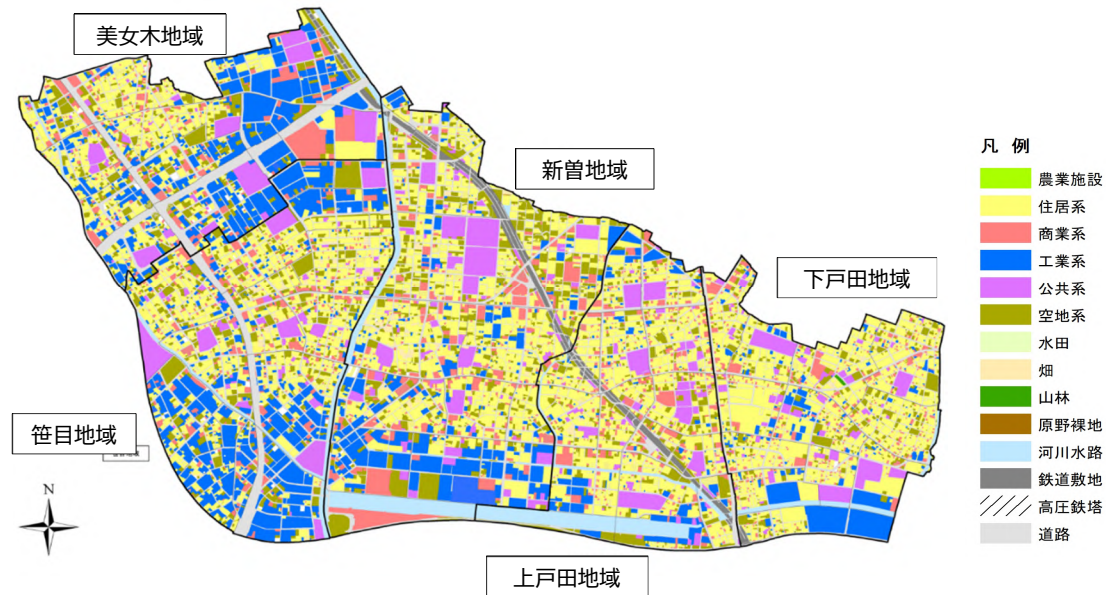 美女木地域
新曽地域
下戸田地域
笹目地域
上戸田地域
N
凡 例
農業施設
住居系
商業系
工業系
公共系
空地系
水田
畑
山林
原野裸地
河川水路
鉄道敷地
高圧鉄塔
道路